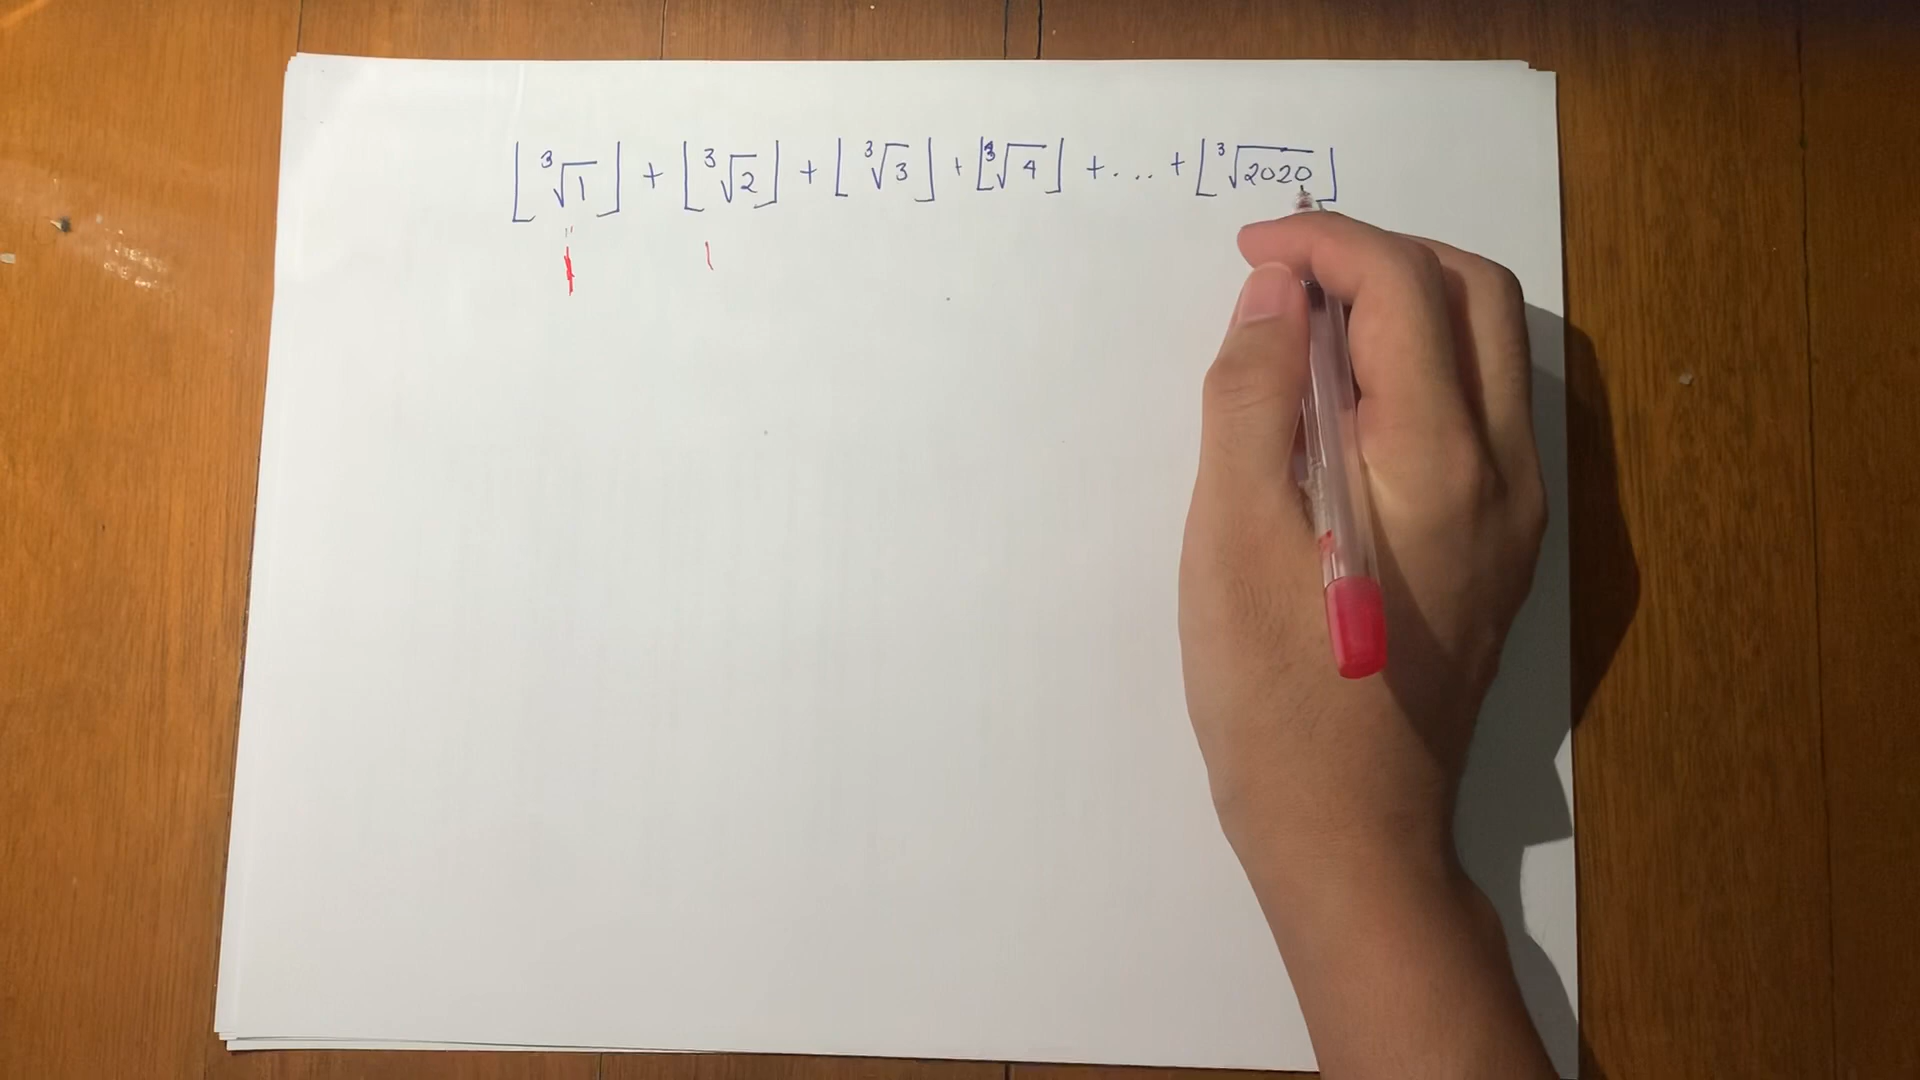 ⌊∛1⌋ + ⌊∛2⌋ + ⌊∛3⌋ + ⌊∛4⌋ + ... + ⌊∛2020⌋
" 
1 1